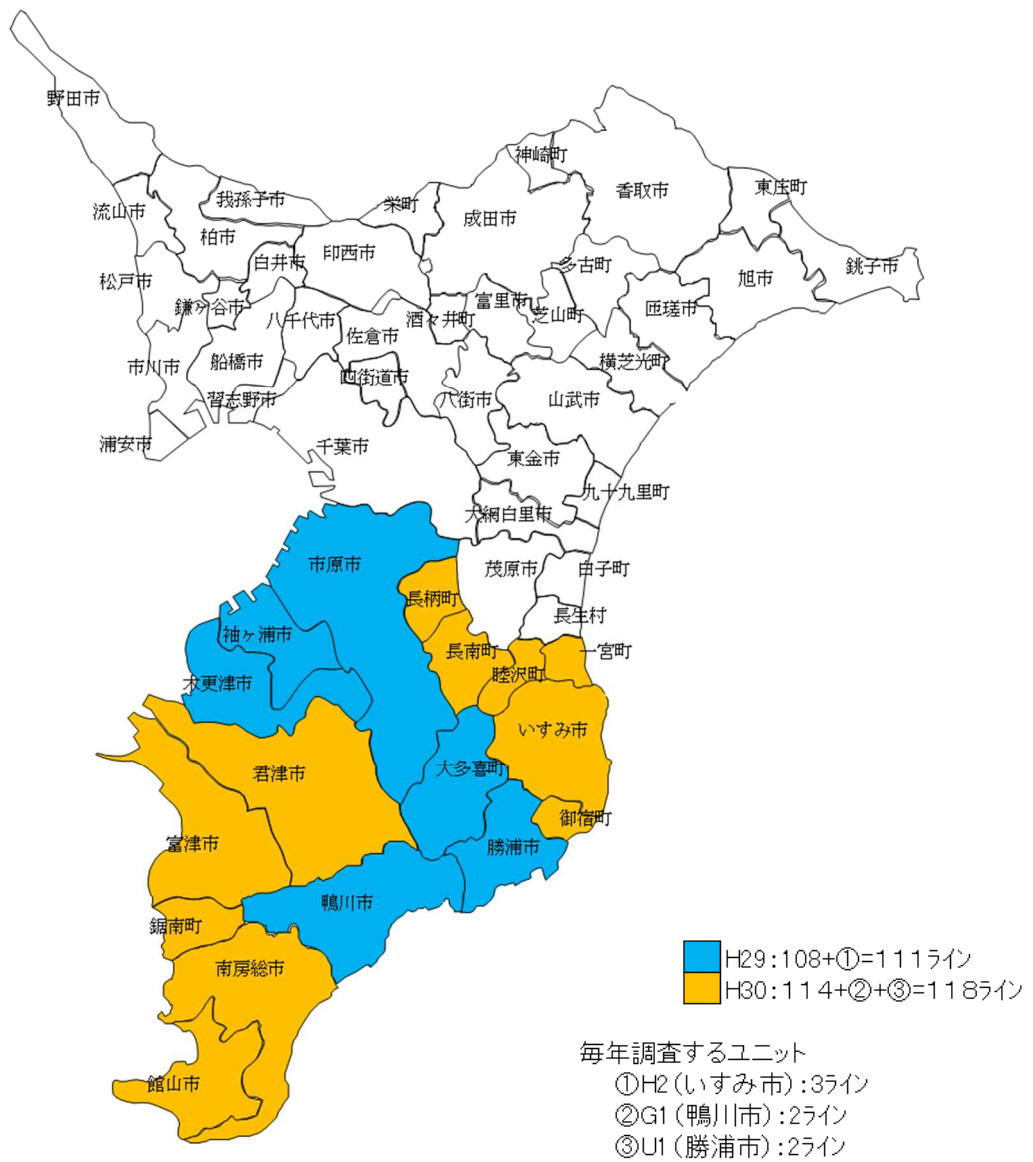 野田市
神崎町
香取市
東庄町
我孫子市
栄町
成田市
流山市
柏市
印西市
白井市
多古町
旭市
銚子市
松戸市
鎌ヶ谷市
八千代市
酒々井町
富里市
芝山町
匝瑳市
佐倉市
市川市
船橋市
四街道市
横芝光町
習志野市
八街市
山武市
浦安市
千葉市
東金市
九十九里町
大網白里市
市原市
茂原市
白子町
長柄町
長生村
袖ヶ浦市
長南町
一宮町
木更津市
睦沢町
いすみ市
君津市
大多喜町
御宿町
富津市
勝浦市
鴨川市
鋸南町
南房総市
館山市
H29:108+①=111ライン
H30:114+②+③=118ライン
毎年調査するユニット
①H2(いすみ市):3ライン
②G1(鴨川市):2ライン
③U1(勝浦市):2ライン